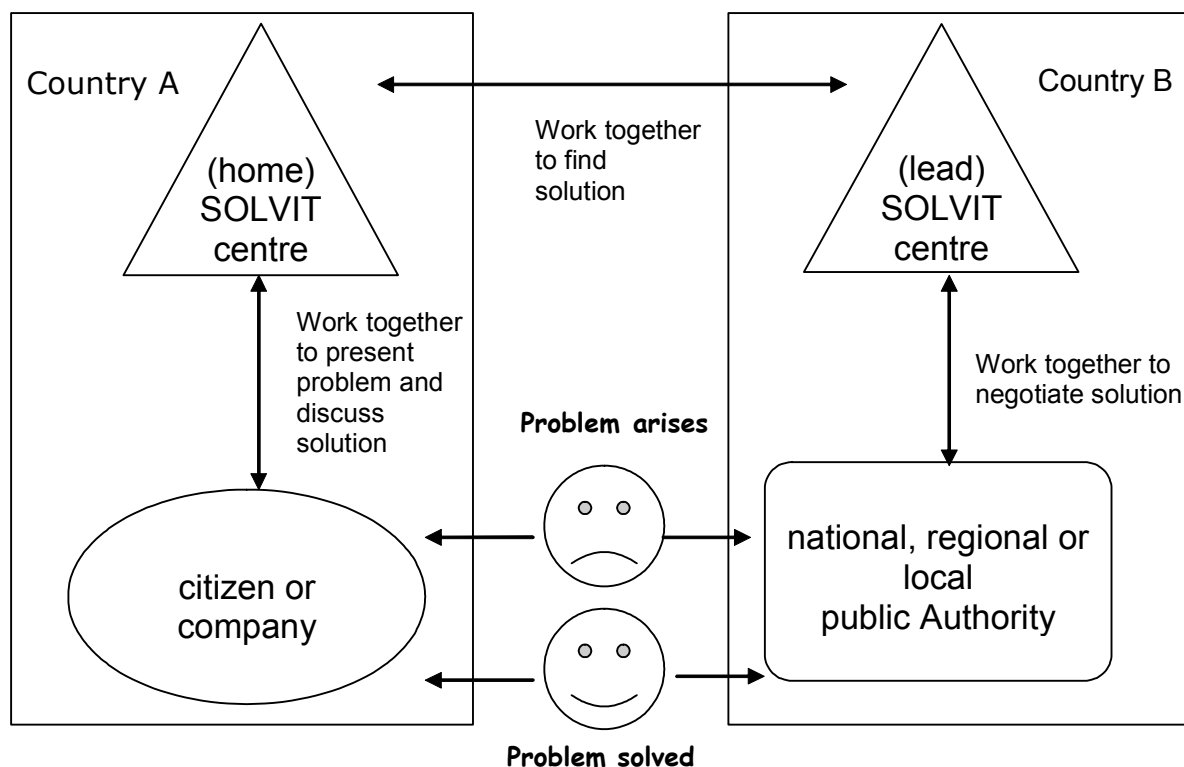 Country A
(home)
SOLVIT
centre
Work together
to find
solution
Country B
(lead)
SOLVIT
centre
Work together
to present
problem and
discuss
solution
Work together to
negotiate solution
Problem arises
citizen or
company
national, regional or
local
public Authority
Problem solved